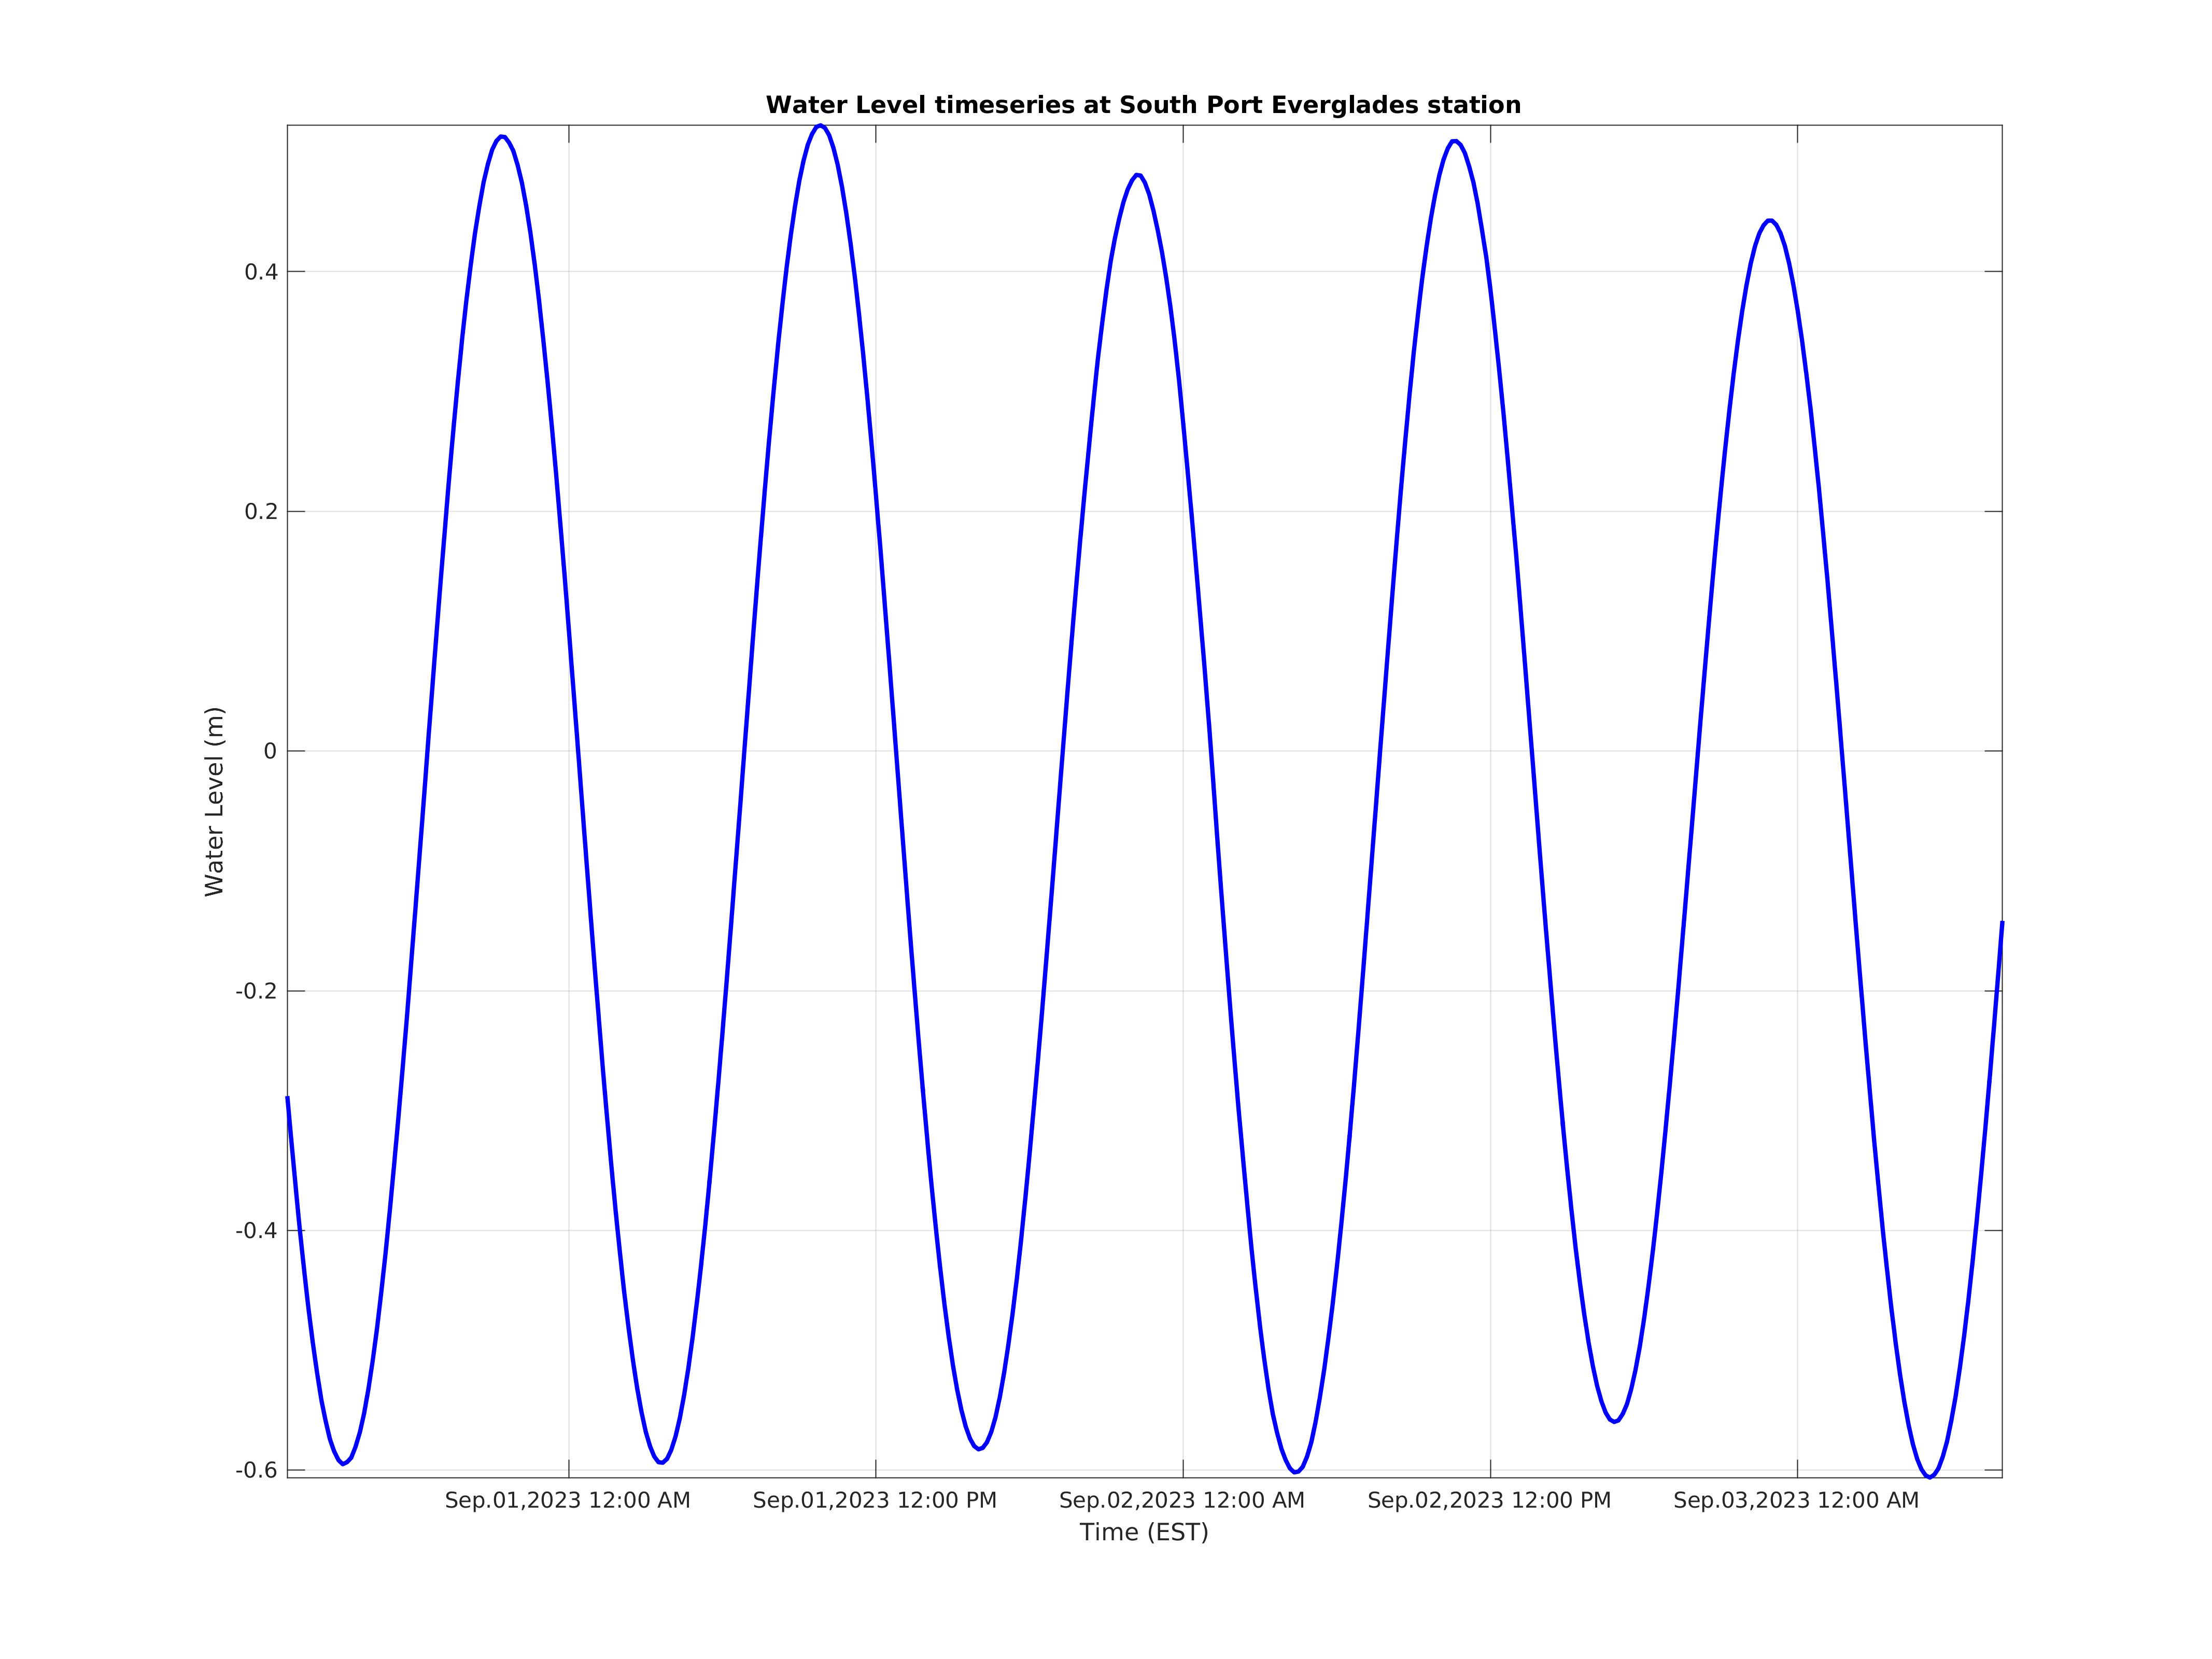 Water Level timeseries at South Port Everglades station
0.4
0.2
0
-0.2
-0.4
-0.6
Water Level (m)
Sep.01,2023 12:00 AM
Sep.01,2023 12:00 PM
Sep.02,2023 12:00 AM
Sep.02,2023 12:00 PM
Sep.03,2023 12:00 AM
Time (EST)